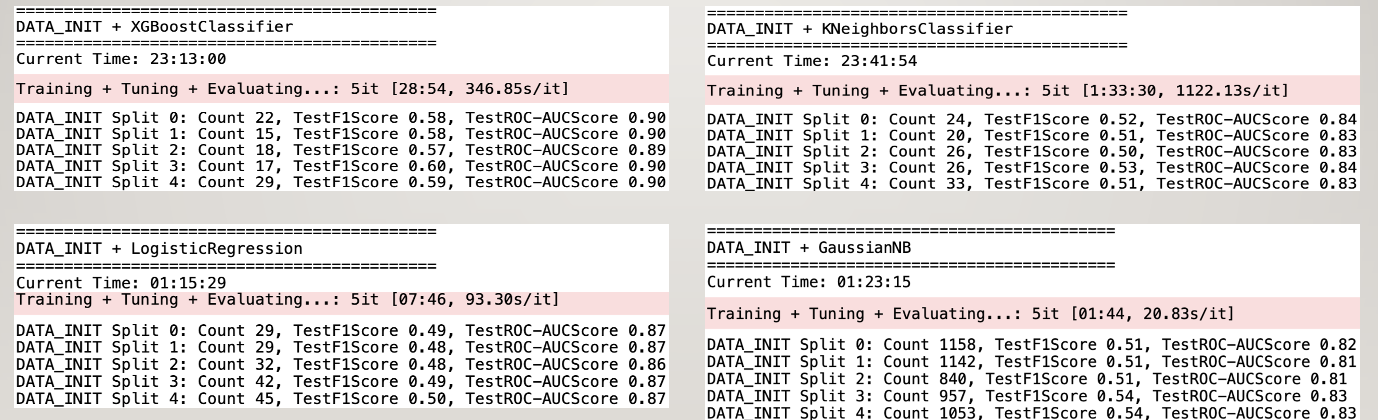 ============================================
DATA_INIT + XGBoostClassifier
============================================
Current Time: 23:13:00
Training + Tuning + Evaluating...: 5it [28:54, 346.85s/it]
DATA_INIT Split 0: Count 22, TestF1Score 0.58, TestROC-AUCScore 0.90
DATA_INIT Split 1: Count 15, TestF1Score 0.58, TestROC-AUCScore 0.90
DATA_INIT Split 2: Count 18, TestF1Score 0.57, TestROC-AUCScore 0.89
DATA_INIT Split 3: Count 17, TestF1Score 0.60, TestROC-AUCScore 0.90
DATA_INIT Split 4: Count 29, TestF1Score 0.59, TestROC-AUCScore 0.90
============================================
DATA_INIT + KNeighborsClassifier
============================================
Current Time: 23:41:54
Training + Tuning + Evaluating...: 5it [1:33:30, 1122.13s/it]
DATA_INIT Split 0: Count 24, TestF1Score 0.52, TestROC-AUCScore 0.84
DATA_INIT Split 1: Count 20, TestF1Score 0.51, TestROC-AUCScore 0.83
DATA_INIT Split 2: Count 26, TestF1Score 0.50, TestROC-AUCScore 0.83
DATA_INIT Split 3: Count 26, TestF1Score 0.53, TestROC-AUCScore 0.84
DATA_INIT Split 4: Count 33, TestF1Score 0.51, TestROC-AUCScore 0.83
============================================
DATA_INIT + LogisticRegression
============================================
Current Time: 01:15:29
Training + Tuning + Evaluating...: 5it [07:46, 93.30s/it]
DATA_INIT Split 0: Count 29, TestF1Score 0.49, TestROC-AUCScore 0.87
DATA_INIT Split 1: Count 29, TestF1Score 0.48, TestROC-AUCScore 0.87
DATA_INIT Split 2: Count 32, TestF1Score 0.48, TestROC-AUCScore 0.86
DATA_INIT Split 3: Count 42, TestF1Score 0.49, TestROC-AUCScore 0.87
DATA_INIT Split 4: Count 45, TestF1Score 0.50, TestROC-AUCScore 0.87
============================================
DATA_INIT + GaussianNB
============================================
Current Time: 01:23:15
Training + Tuning + Evaluating...: 5it [01:44, 20.83s/it]
DATA_INIT Split 0: Count 1158, TestF1Score 0.51, TestROC-AUCScore 0.82
DATA_INIT Split 1: Count 1142, TestF1Score 0.51, TestROC-AUCScore 0.81
DATA_INIT Split 2: Count 840, TestF1Score 0.51, TestROC-AUCScore 0.81
DATA_INIT Split 3: Count 957, TestF1Score 0.54, TestROC-AUCScore 0.83
DATA_INIT Split 4: Count 1053, TestF1Score 0.54, TestROC-AUCScore 0.83